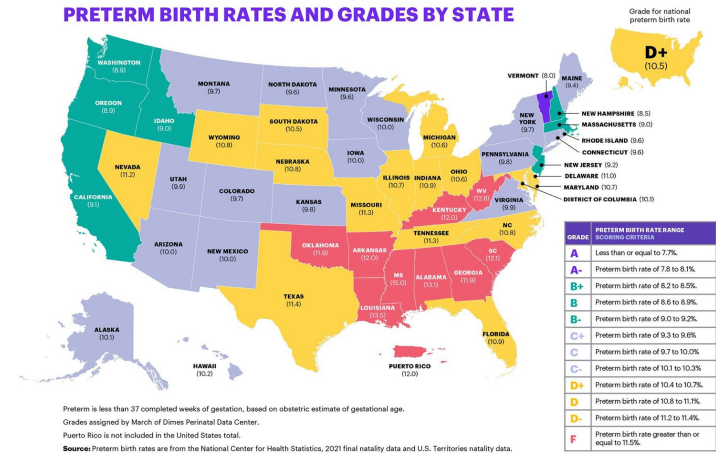 PRETERM BIRTH RATES AND GRADES BY STATE
Grade for national
preterm birth rate
D+
(10.5)
WASHINGTON
(8.9)
OREGON
(8.9)
IDAHO
(9.0)
MONTANA
(9.7)
NORTH DAKOTA
(9.6)
MINNESOTA
(9.6)
VERMONT (8.0)
MAINE
(9.4)
SOUTH DAKOTA
(10.5)
WYOMING
(10.8)
WISCONSIN
(10.0)
MICHIGAN
(10.6)
NEW
YORK
(9.7)
NEW HAMPSHIRE (8.5)
MASSACHUSETTS (9.0)
RHODE ISLAND (9.6)
CONNECTICUT (9.6)
NEW JERSEY (9.2)
DELAWARE (11.0)
MARYLAND (10.7)
DISTRICT OF COLUMBIA (10.1)
NEVADA
(11.2)
UTAH
(9.9)
COLORADO
(9.7)
NEBRASKA
(10.8)
IOWA
(10.0)
ILLINOIS
(10.7)
INDIANA
(10.9)
OHIO
(10.6)
PENNSYLVANIA
(9.8)
WV
(12.8)
VIRGINIA
(9.9)
CALIFORNIA
(9.1)
KANSAS
(9.8)
MISSOURI
(11.3)
KENTUCKY
(12.0)
ARIZONA
(10.0)
NEW MEXICO
(10.0)
OKLAHOMA
(11.9)
ARKANSAS
(12.0)
TENNESSEE
(11.3)
NC
(10.8)
SC
(12.1)
TEXAS
(11.4)
LOUISIANA
(13.5)
MS
(15.0)
ALABAMA
(13.1)
GEORGIA
(11.9)
FLORIDA
(10.9)
ALASKA
(10.1)
HAWAII
(10.2)
PUERTO RICO
(12.0)
GRADE
PRETERM BIRTH RATE RANGE
SCORING CRITERIA
A Less than or equal to 7.7%.
A- Preterm birth rate of 7.8 to 8.1%.
B+ Preterm birth rate of 8.2 to 8.5%.
B Preterm birth rate of 8.6 to 8.9%.
B- Preterm birth rate of 9.0 to 9.2%.
C+ Preterm birth rate of 9.3 to 9.6%
C Preterm birth rate of 9.7 to 10.0%.
C- Preterm birth rate of 10.1 to 10.3%
D+ Preterm birth rate of 10.4 to 10.7%.
D Preterm birth rate of 10.8 to 11.1%.
D- Preterm birth rate of 11.2 to 11.4%.
F Preterm birth rate greater than or
equal to 11.5%.
Preterm is less than 37 completed weeks of gestation, based on obstetric estimate of gestational age.
Grades assigned by March of Dimes Perinatal Data Center.
Puerto Rico is not included in the United States total.
Source: Preterm birth rates are from the National Center for Health Statistics, 2021 final natality data and U.S. Territories natality data.